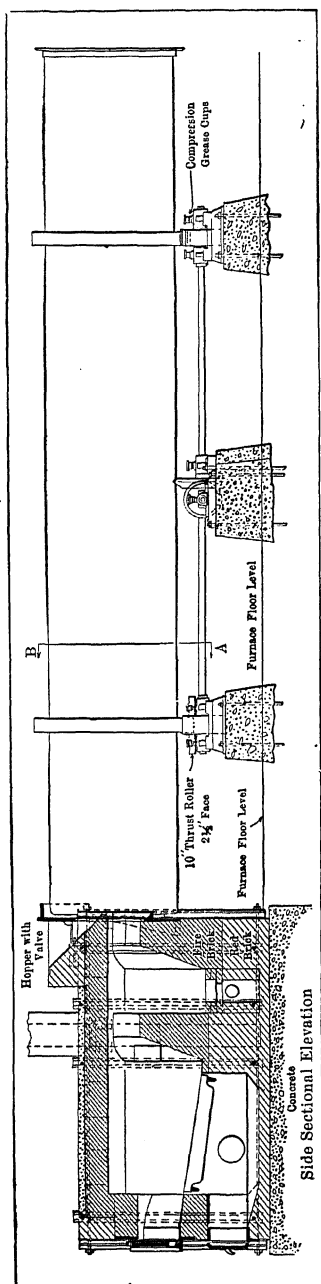 Hopper with
Valve
Fire
Brick
Red
Brick
Concrete
Side Sectional Elevation
10" Thrust Roller
2½" Face
Furnace Floor Level
B
A
Furnace Floor Level
Compression
Grease Cups